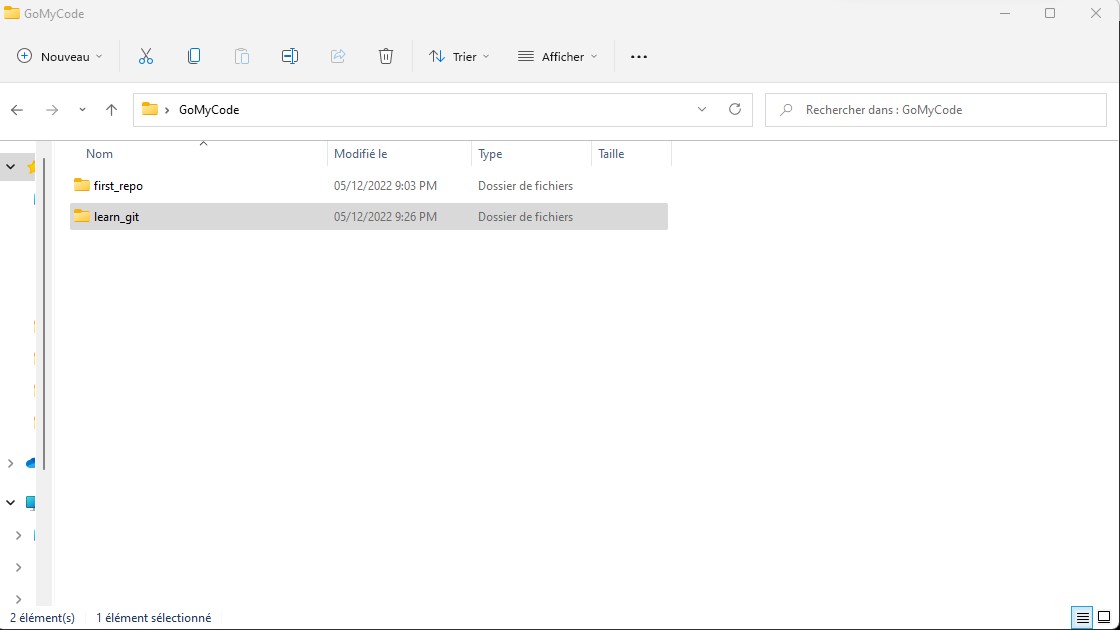 GoMyCode
Nouveau Trier Afficher
GoMyCode Rechercher dans : GoMyCode
Nom Modifié le Type Taille
first_repo 05/12/2022 9:03 PM Dossier de fichiers
learn_git 05/12/2022 9:26 PM Dossier de fichiers
2 élément(s) 1 élément sélectionné